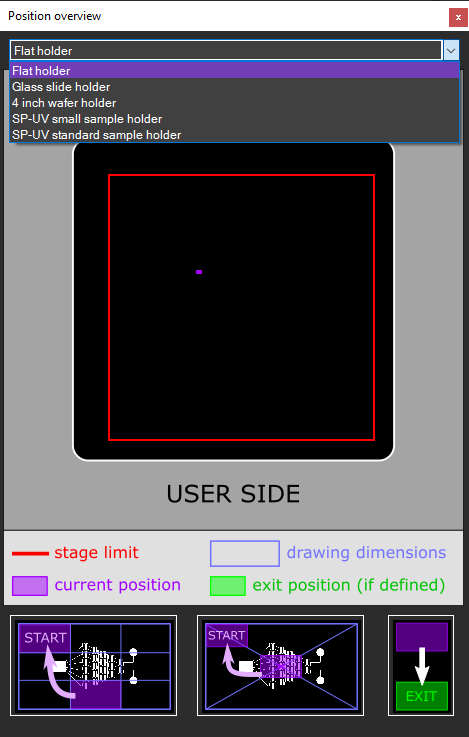 Position overview
x
Flat holder
Flat holder
Glass slide holder
4 inch wafer holder
SP-UV small sample holder
SP-UV standard sample holder
USER SIDE
stage limit
drawing dimensions
current position
exit position (if defined)
START
START
EXIT